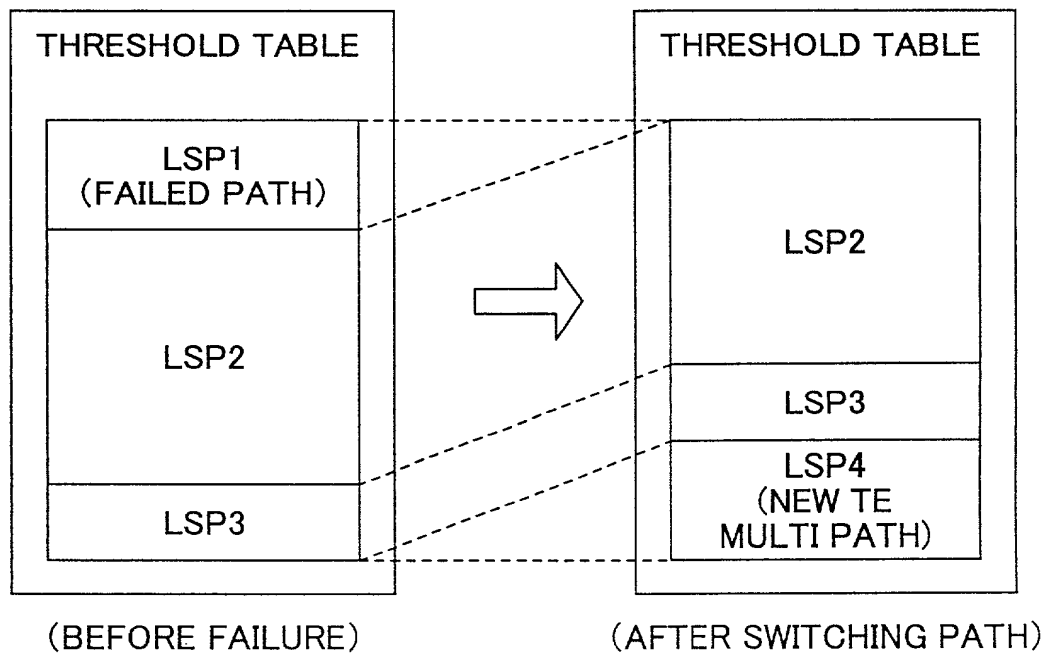 THRESHOLD TABLE
LSP1
(FAILED PATH)
LSP2
LSP3
(BEFORE FAILURE)
THRESHOLD TABLE
LSP2
LSP3
LSP4
(NEW TE
MULTI PATH)
(AFTER SWITCHING PATH)